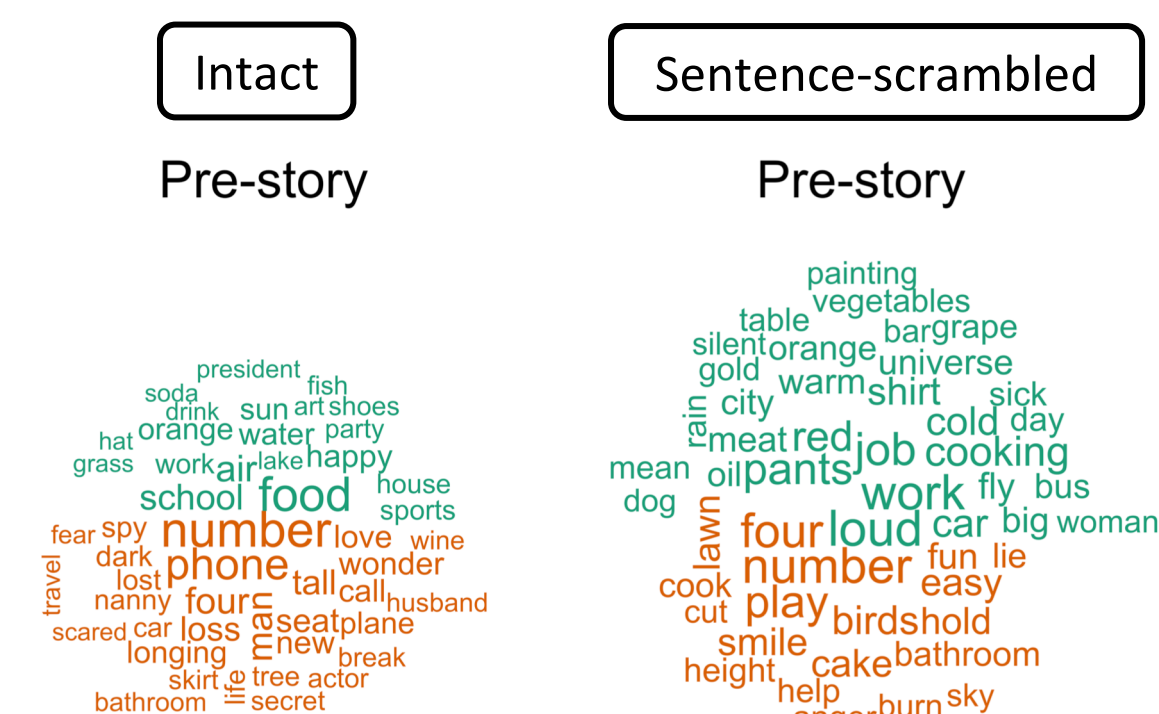 Intact
Pre-story
president
soda fish
drink sun art shoes
hat orange water party
grass work air lake happy
school food house
sports
fear spy number love wine
dark phone wonder
travel lost tall call
nanny four husband
man
scared car loss seat plane
longing new break
skirt life tree actor
bathroom secret
Sentence-scrambled
Pre-story
painting
vegetables
table bar grape
silent orange universe
gold warm shirt sick
rain city cold day
meat red job cooking
mean oil pants work fly bus
dog loud car big woman
lawn four
number fun lie
cook play easy
cut birds hold
smile
height cake bathroom
help burn sky